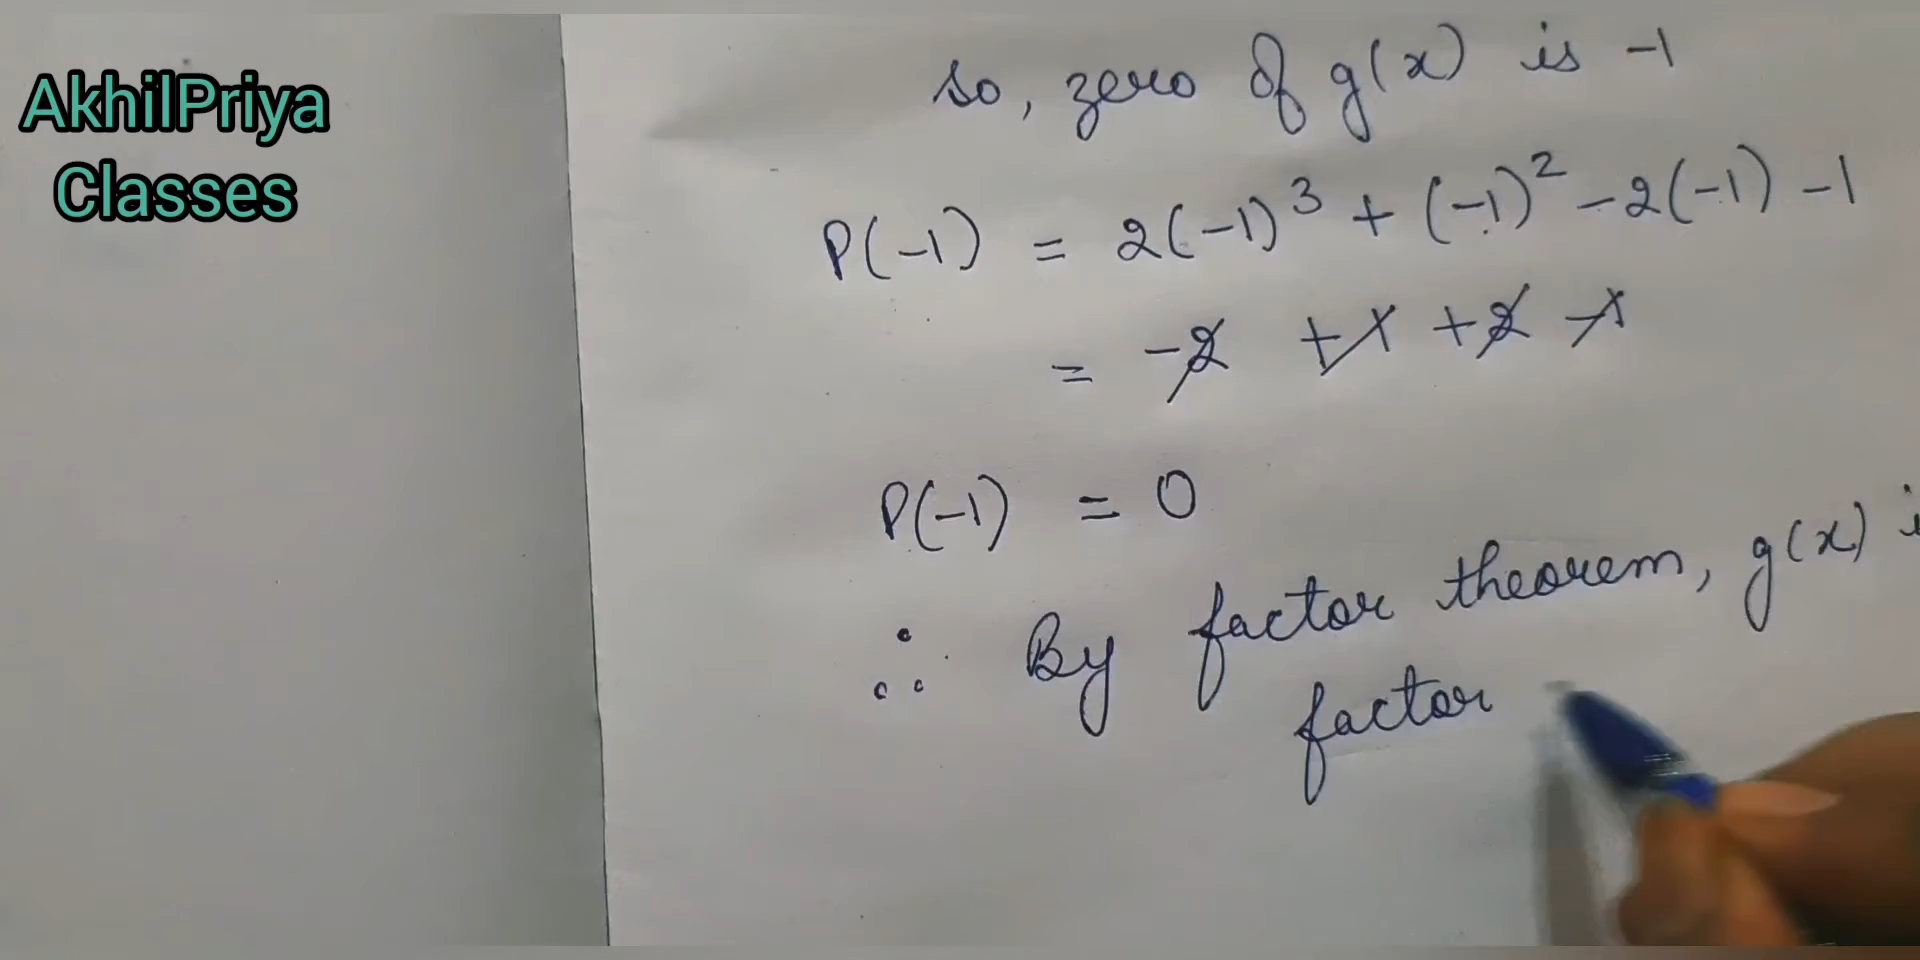 AkhilPriya
Classes
so, zero of g(x) is -1
P(-1) = 2(-1)³ + (-1)² - 2(-1) - 1
= -2 +1 +2 -1
P(-1) = 0
∴ By factor theorem, g(x) i
factor